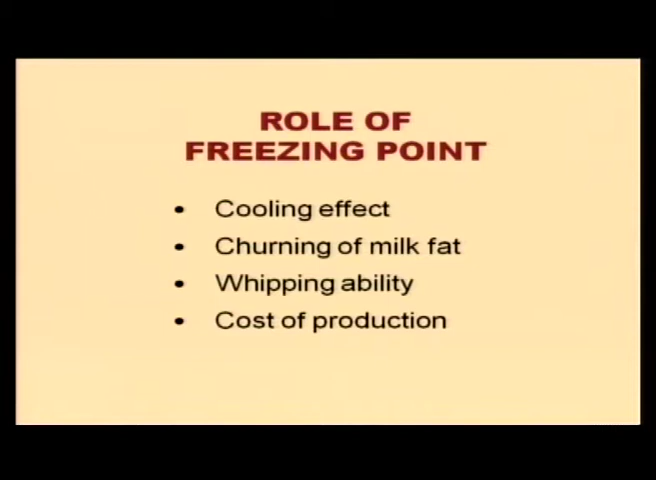 ROLE OF
FREEZING POINT
• Cooling effect
• Churning of milk fat
• Whipping ability
• Cost of production